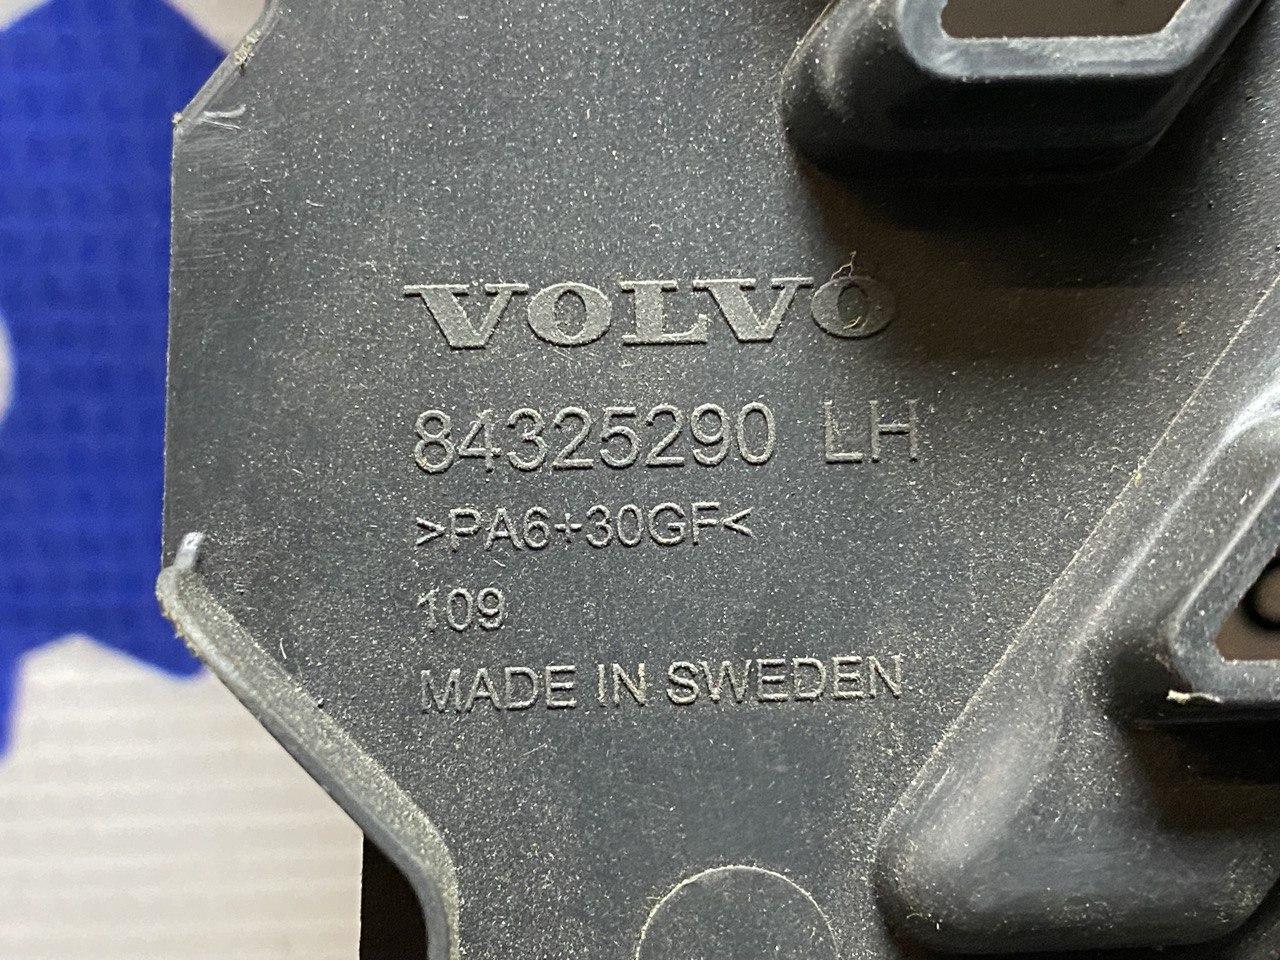 VOLVO
84325290 LH
>PA6+30GF<
109
MADE IN SWEDEN